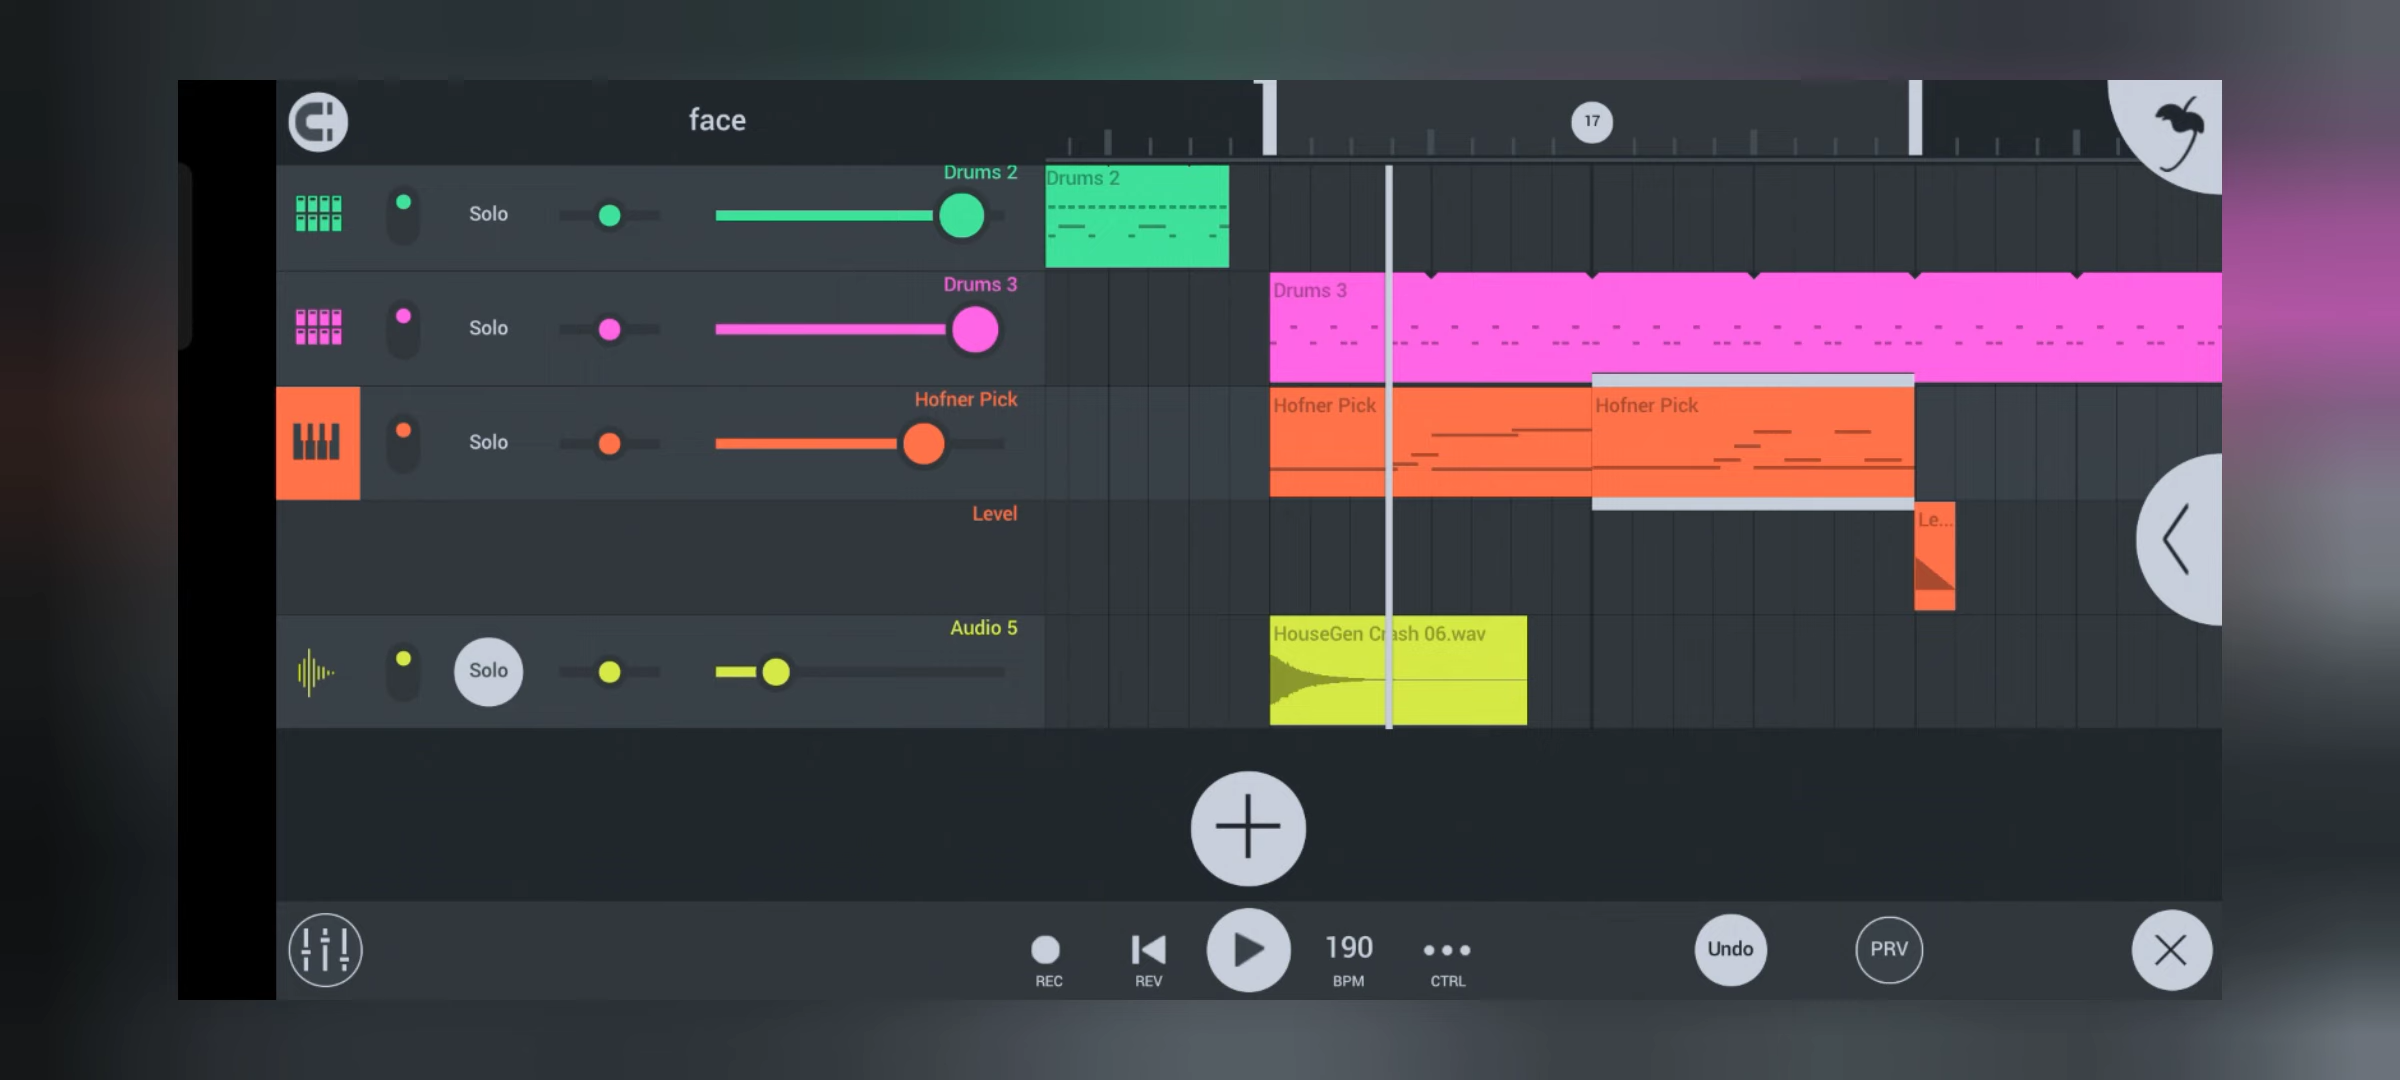 face
17
Drums 2
Drums 2
Solo
Drums 3
Drums 3
Solo
Hofner Pick
Hofner Pick
Hofner Pick
Solo
Level
Le...
Audio 5
HouseGen Crash 06.wav
Solo
190
Undo
PRV
REC
REV
BPM
CTRL